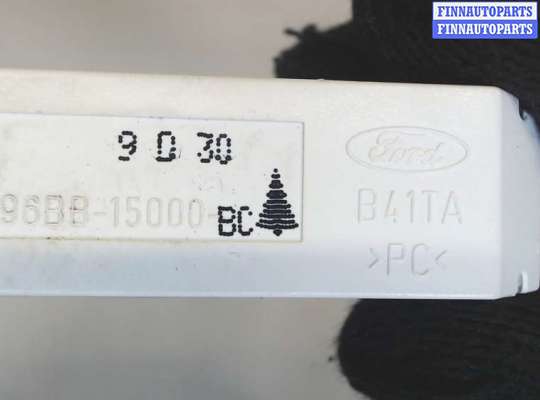 FINNAUTOPARTS
FINNAUTOPARTS
9 D 30
Ford
96BB-15000-BC
B41TA
>PC<